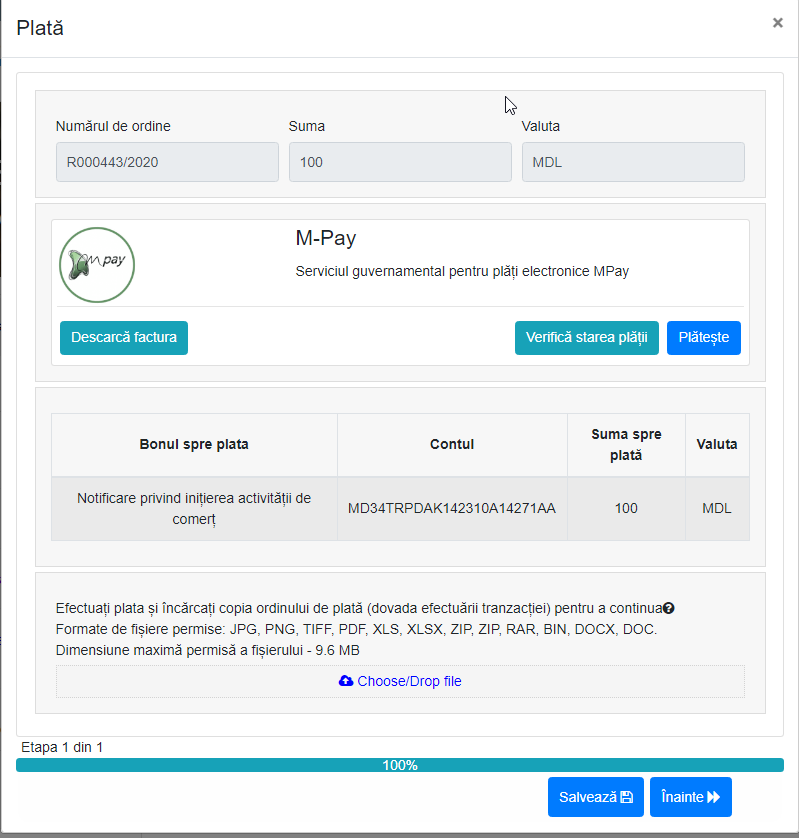 Plată
×
Numărul de ordine Suma Valuta
R000443/2020 100 MDL
M pay
M-Pay
Serviciul guvernamental pentru plăți electronice MPay
Descarcă factura Verifică starea plății Plătește
Bonul spre plata Contul Suma spre plată Valuta
Notificare privind inițierea activității de comerț MD34TRPDAK142310A14271AA 100 MDL
Efectuați plata și încărcați copia ordinului de plată (dovada efectuării tranzacției) pentru a continua
Formate de fișiere permise: JPG, PNG, TIFF, PDF, XLS, XLSX, ZIP, ZIP, RAR, BIN, DOCX, DOC.
Dimensiune maximă permisă a fișierului - 9.6 MB
Choose/Drop file
Etapa 1 din 1
100%
Salvează Înainte